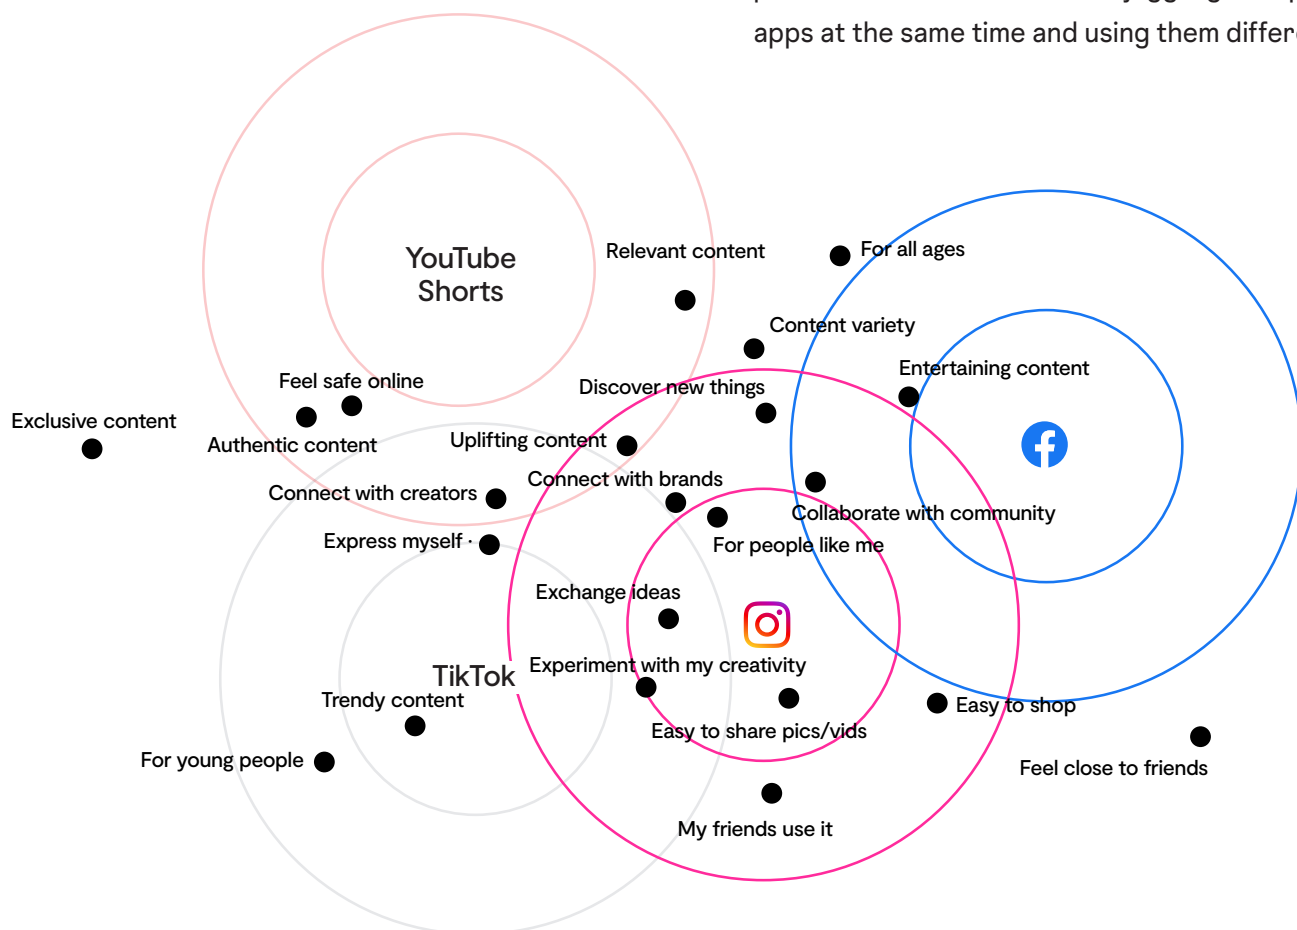 apps at the same time and using them differ
YouTube
Shorts
Relevant content
For all ages
Content variety
Entertaining content
Feel safe online
Discover new things
Exclusive content
Authentic content
Uplifting content
Connect with brands
Connect with creators
Collaborate with community
Express myself ·
For people like me
Exchange ideas
Experiment with my creativity
TikTok
Trendy content
Easy to shop
Easy to share pics/vids
For young people
Feel close to friends
My friends use it